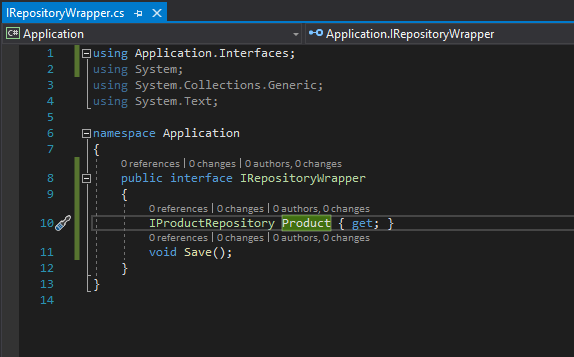 IRepositoryWrapper.cs
C# Application Application.IRepositoryWrapper
1 using Application.Interfaces;
2 using System;
3 using System.Collections.Generic;
4 using System.Text;
5
6 namespace Application
7 {
0 references | 0 changes | 0 authors, 0 changes
8 public interface IRepositoryWrapper
9 {
0 references | 0 changes | 0 authors, 0 changes
10 IProductRepository Product { get; }
0 references | 0 changes | 0 authors, 0 changes
11 void Save();
12 }
13 }
14